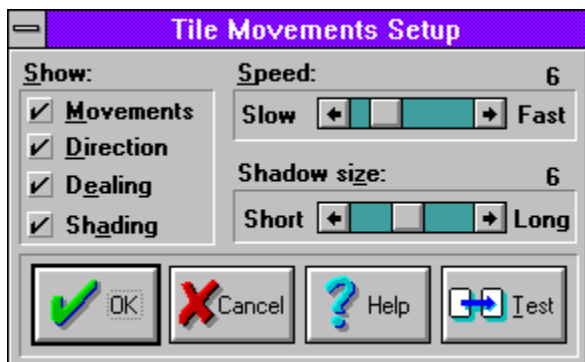 Tile Movements Setup
Show:
Movements
Direction
Dealing
Shading
Speed: 6
Slow Fast
Shadow size: 6
Short Long
OK Cancel Help Test